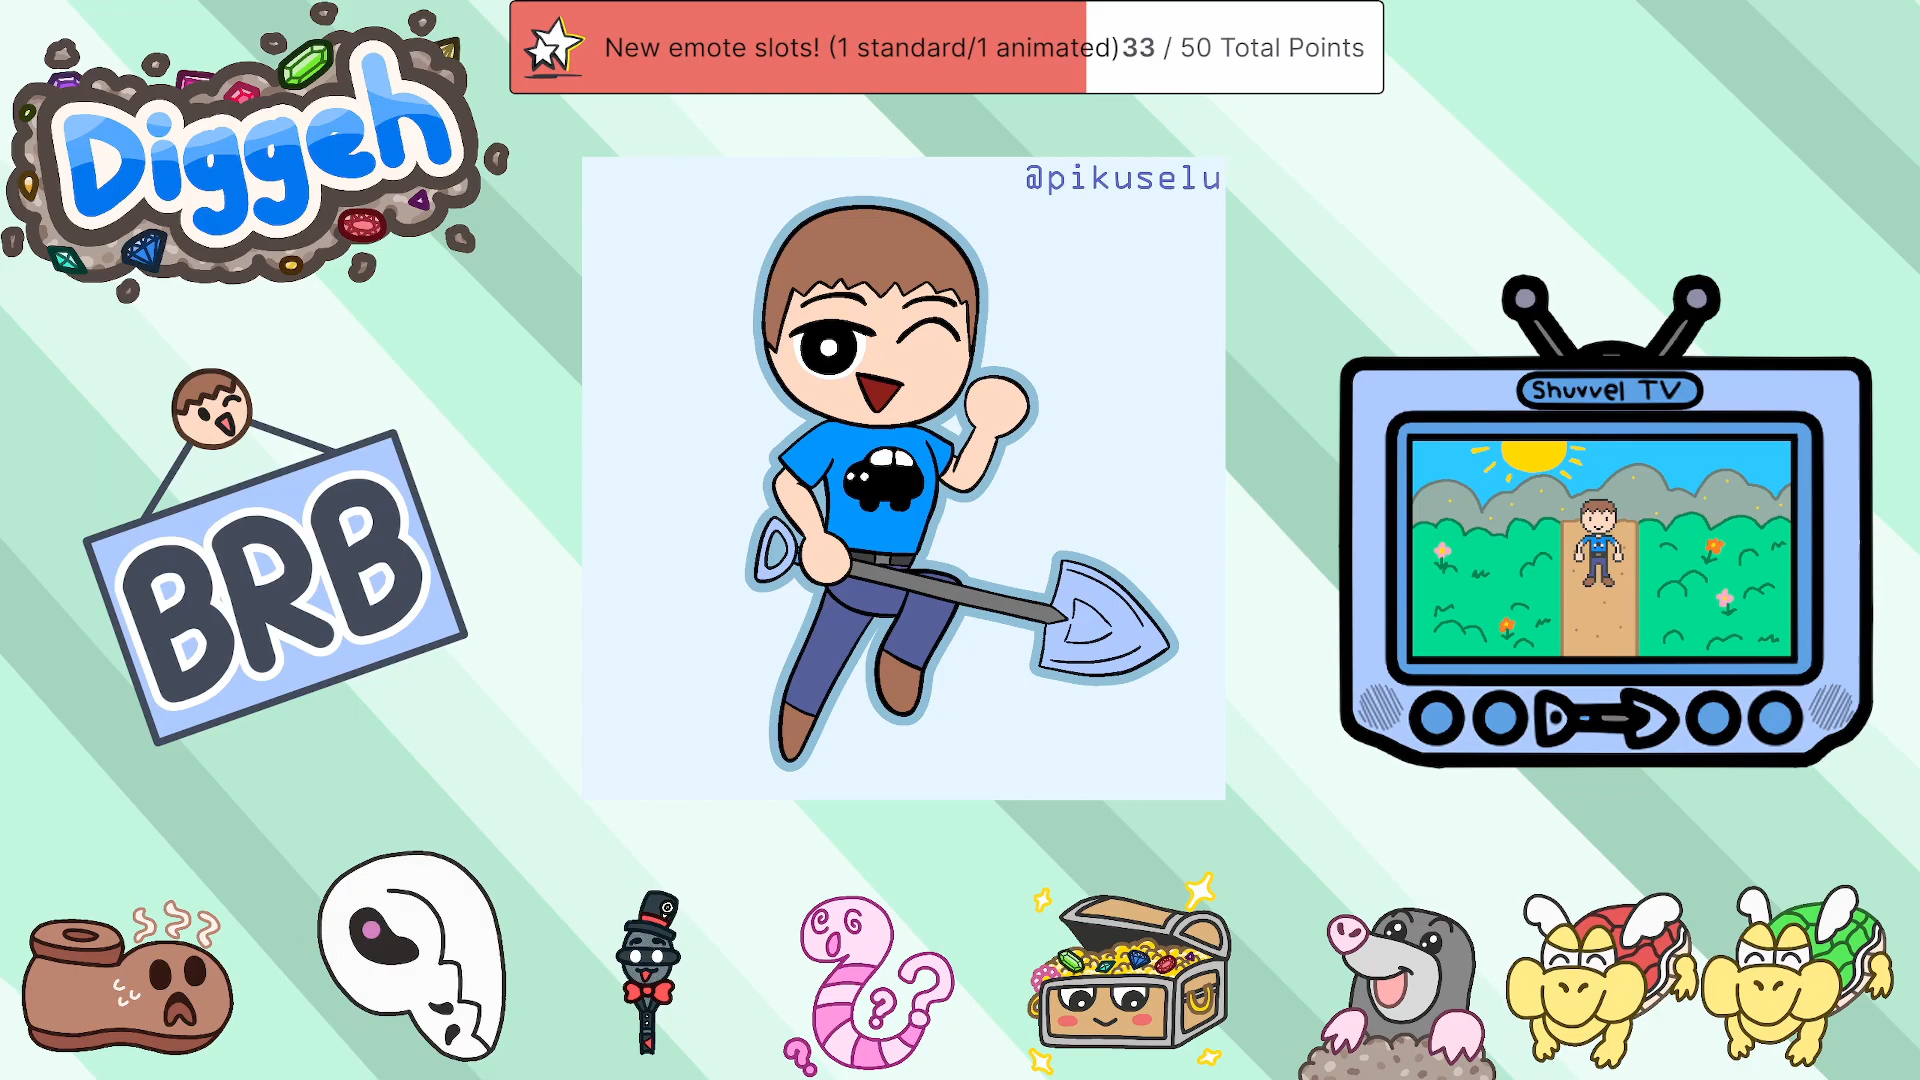 Diggeh
New emote slots! (1 standard/1 animated) 33 / 50 Total Points
@pikuselu
BRB
Shuvvel TV